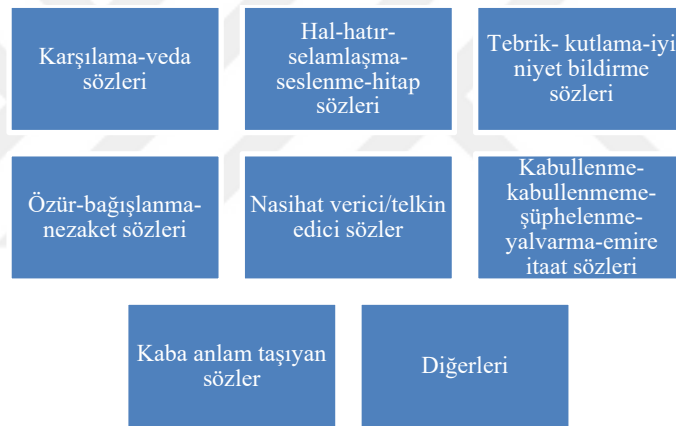 Karşılama-veda
sözleri
Hal-hatır-
selamlaşma-
seslenme-hitap
sözleri
Tebrik- kutlama-iyi
niyet bildirme
sözleri
Özür-bağışlanma-
nezaket sözleri
Nasihat verici/telkin
edici sözler
Kabullenme-
kabullenmeme-
şüphelenme-
yalvarma-emire
itaat sözleri
Kaba anlam taşıyan
sözler
Diğerleri